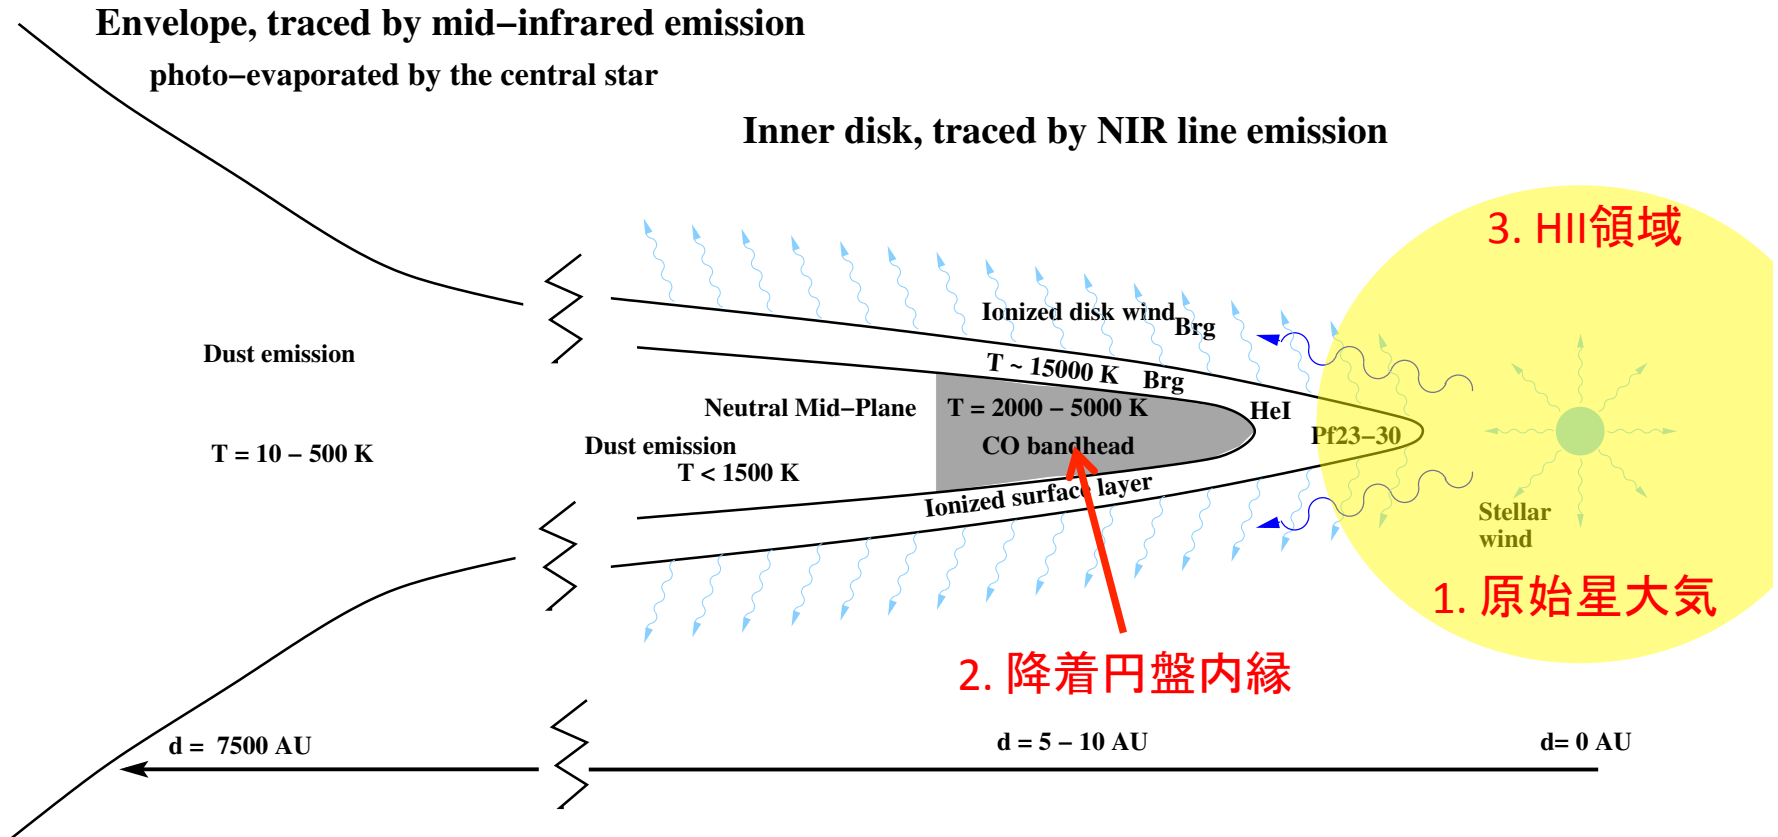 Envelope, traced by mid−infrared emission
photo−evaporated by the central star
Inner disk, traced by NIR line emission
3. HII領域
Ionized disk wind
Brg
Dust emission
T ~ 15000 K
Brg
Neutral Mid−Plane
T = 2000 − 5000 K
HeI
Pf23−30
Dust emission
CO bandhead
T = 10 − 500 K
T < 1500 K
Ionized surface layer
Stellar
wind
1. 原始星大気
2. 降着円盤内縁
d = 7500 AU
d = 5 − 10 AU
d= 0 AU